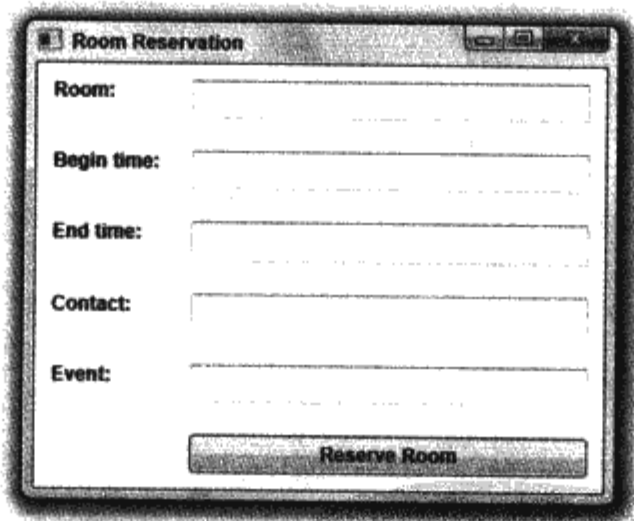 Room Reservation
Room:
Begin time:
End time:
Contact:
Event:
Reserve Room